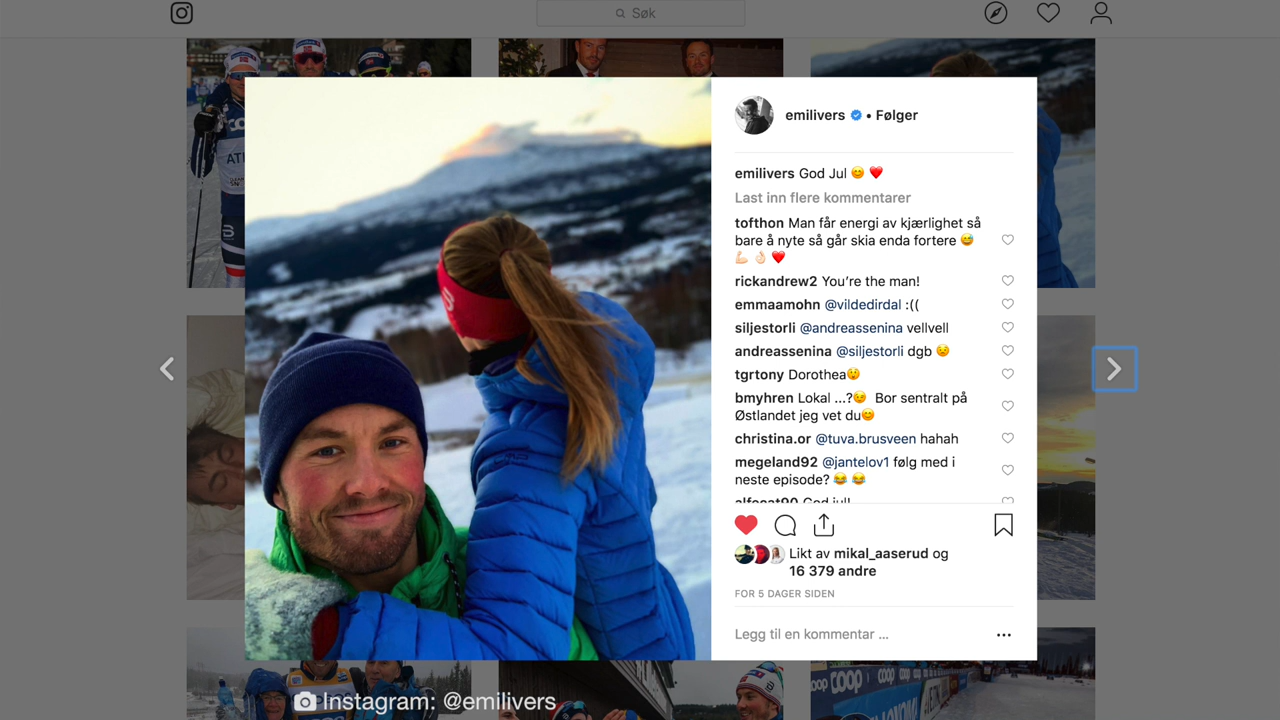 Søk
emilivers • Følger
emilivers God Jul 😊 ❤️
Last inn flere kommentarer
tofthon Man får energi av kjærlighet så
bare å nyte så går skia enda fortere 😅
💪🏻 👌🏻 ❤️
rickandrew2 You’re the man!
emmaamohn @vildedirdal :((
siljestorli @andreassenina vellvell
andreassenina @siljestorli dgb 😉
tgrtony Dorothea😲
bmyhren Lokal ...?😉 Bor sentralt på
Østlandet jeg vet du😊
christina.or @tuva.brusveen hahah
megeland92 @jantelov1 følg med i
neste episode? 😂 😂
Likt av mikal_aaserud og
16 379 andre
FOR 5 DAGER SIDEN
Legg til en kommentar ...
Instagram: @emilivers
coop
coop